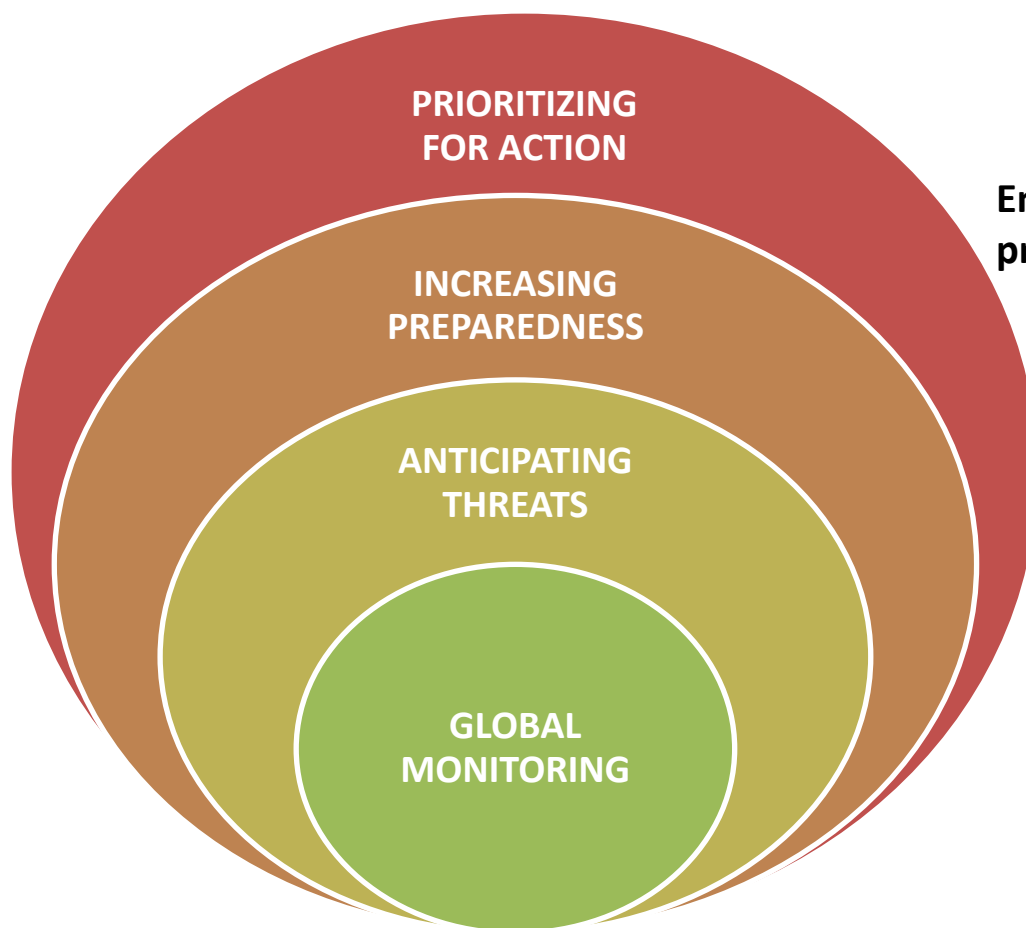 PRIORITIZING
FOR ACTION
INCREASING
PREPAREDNESS
ANTICIPATING
THREATS
GLOBAL
MONITORING